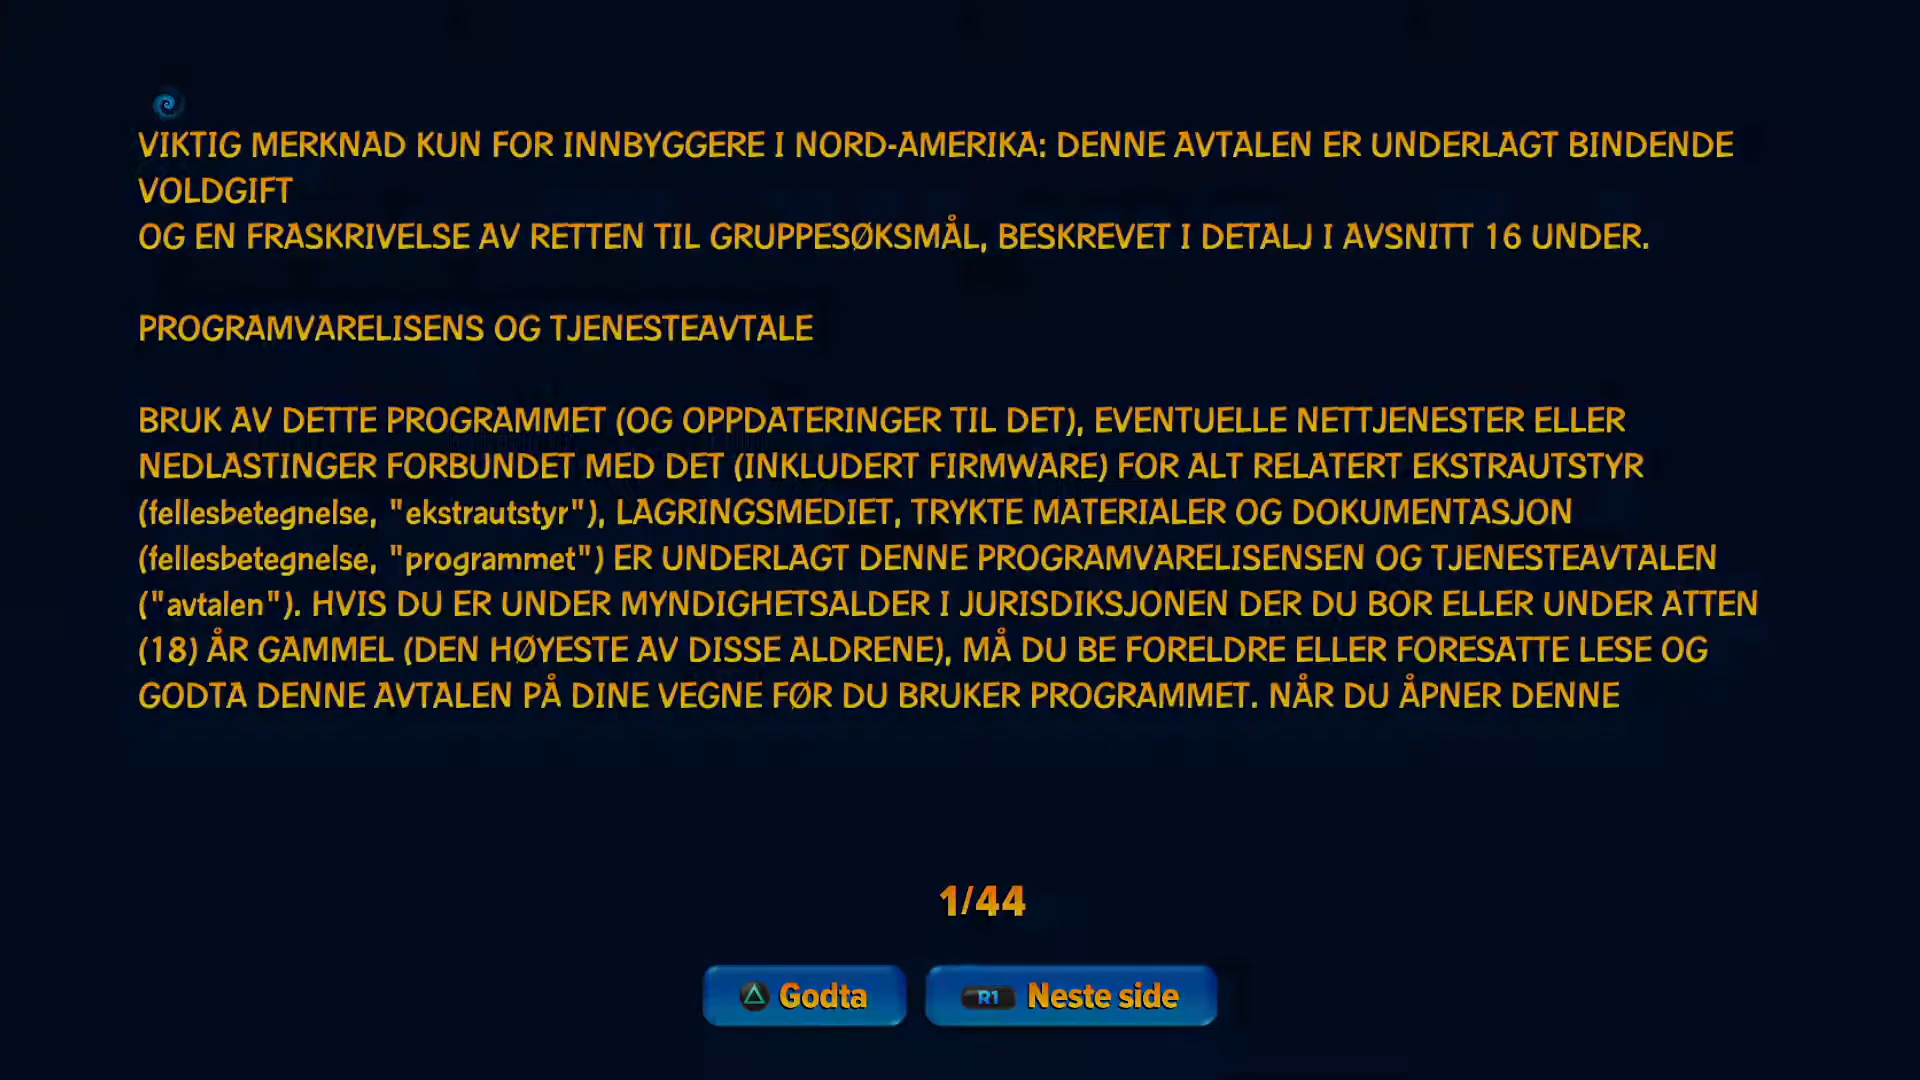 VIKTIG MERKNAD KUN FOR INNBYGGERE I NORD-AMERIKA: DENNE AVTALEN ER UNDERLAGT BINDENDE
VOLDGIFT
OG EN FRASKRIVELSE AV RETTEN TIL GRUPPESØKSMÅL, BESKREVET I DETALJ I AVSNITT 16 UNDER.
PROGRAMVARELISENS OG TJENESTEAVTALE
BRUK AV DETTE PROGRAMMET (OG OPPDATERINGER TIL DET), EVENTUELLE NETTJENESTER ELLER
NEDLASTINGER FORBUNDET MED DET (INKLUDERT FIRMWARE) FOR ALT RELATERT EKSTRAUTSTYR
(fellesbetegnelse, "ekstrautstyr"), LAGRINGSMEDIET, TRYKTE MATERIALER OG DOKUMENTASJON
(fellesbetegnelse, "programmet") ER UNDERLAGT DENNE PROGRAMVARELISENSEN OG TJENESTEAVTALEN
("avtalen"). HVIS DU ER UNDER MYNDIGHETSALDER I JURISDIKSJONEN DER DU BOR ELLER UNDER ATTEN
(18) ÅR GAMMEL (DEN HØYESTE AV DISSE ALDRENE), MÅ DU BE FORELDRE ELLER FORESATTE LESE OG
GODTA DENNE AVTALEN PÅ DINE VEGNE FØR DU BRUKER PROGRAMMET. NÅR DU ÅPNER DENNE
1/44
Godta
R1 Neste side